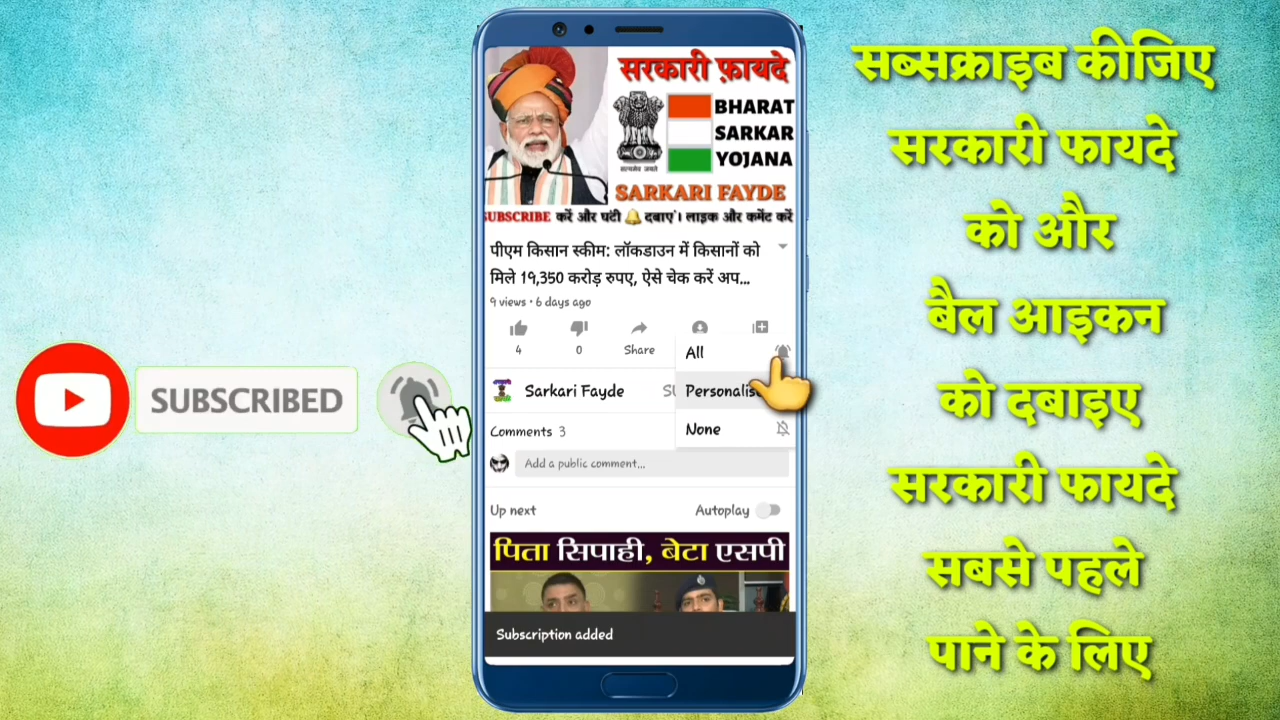 सब्सक्राइब कीजिए
सरकारी फायदे
को और
बैल आइकन
को दबाइए
सरकारी फायदे
सबसे पहले
पाने के लिए
SUBSCRIBED
सरकारी फ़ायदे
BHARAT
SARKAR
YOJANA
सत्यमेव जयते
SARKARI FAYDE
SUBSCRIBE करें और घंटी 🔔 दबाएं। लाइक और कमेंट करें
पीएम किसान स्कीम: लॉकडाउन में किसानों को
मिले 19,350 करोड़ रुपए, ऐसे चेक करें अप...
9 views • 6 days ago
4 0 Share
All
Sarkari Fayde
Personalis
Comments 3
None
Add a public comment...
Up next Autoplay
पिता सिपाही, बेटा एसपी
Subscription added